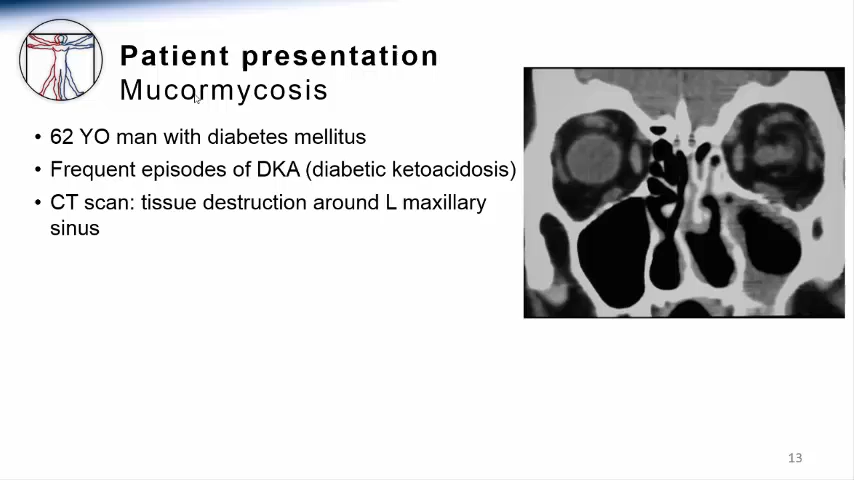 Patient presentation
Mucormycosis
• 62 YO man with diabetes mellitus
• Frequent episodes of DKA (diabetic ketoacidosis)
• CT scan: tissue destruction around L maxillary
sinus
13